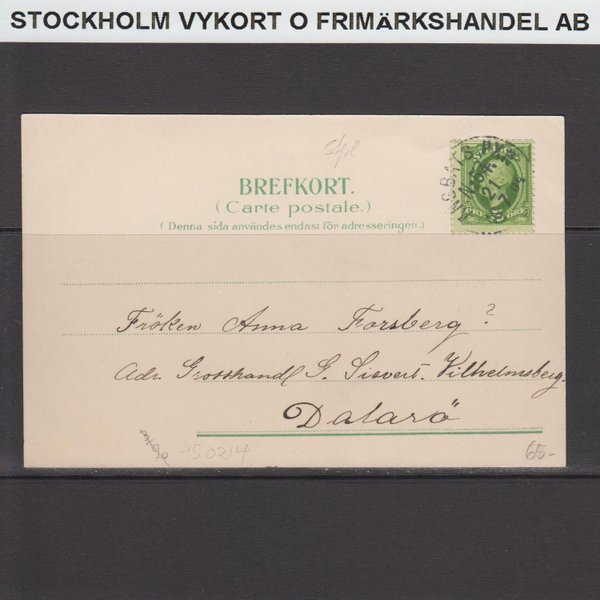 STOCKHOLM VYKORT O FRIMÄRKSHANDEL AB
BREFKORT.
(Carte postale.)
(Denna sida användes endast för adresseringen.)
Fröken Anna Forsberg?
Adr. Grosshandl G. Sievert. Vilhelmsberg.
Dalarö
950214
65-